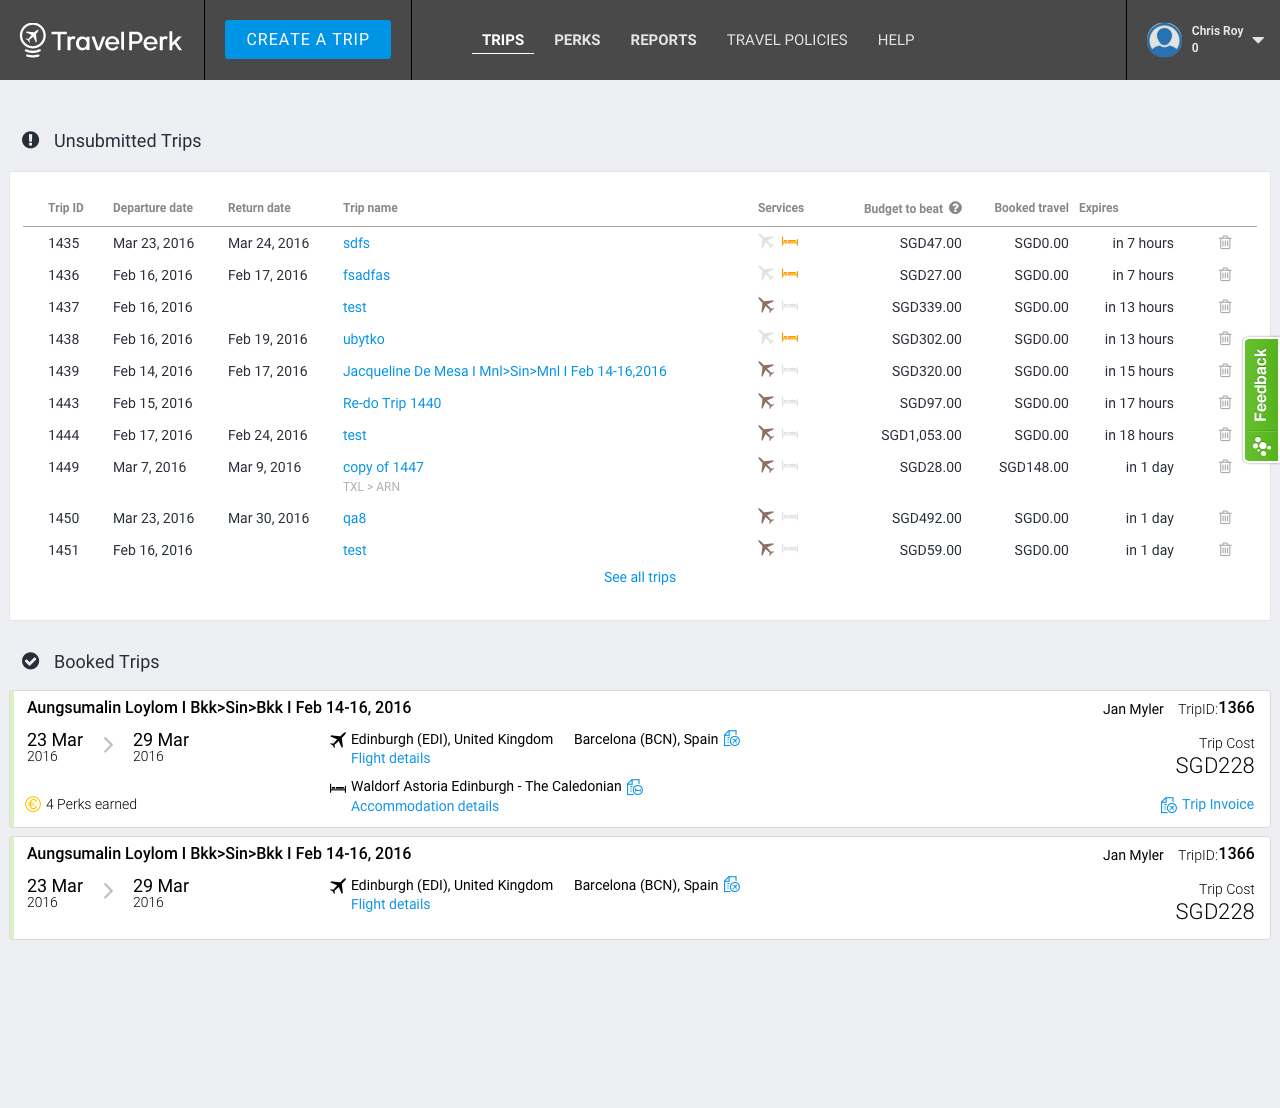 TravelPerk CREATE A TRIP TRIPS PERKS REPORTS TRAVEL POLICIES HELP Chris Roy
0
Unsubmitted Trips
Trip ID Departure date Return date Trip name Services Budget to beat ? Booked travel Expires
1435 Mar 23, 2016 Mar 24, 2016 sdfs SGD47.00 SGD0.00 in 7 hours
1436 Feb 16, 2016 Feb 17, 2016 fsadfas SGD27.00 SGD0.00 in 7 hours
1437 Feb 16, 2016 test SGD339.00 SGD0.00 in 13 hours
1438 Feb 16, 2016 Feb 19, 2016 ubytko SGD302.00 SGD0.00 in 13 hours
1439 Feb 14, 2016 Feb 17, 2016 Jacqueline De Mesa I Mnl>Sin>Mnl I Feb 14-16,2016 SGD320.00 SGD0.00 in 15 hours
1443 Feb 15, 2016 Re-do Trip 1440 SGD97.00 SGD0.00 in 17 hours
1444 Feb 17, 2016 Feb 24, 2016 test SGD1,053.00 SGD0.00 in 18 hours
1449 Mar 7, 2016 Mar 9, 2016 copy of 1447 SGD28.00 SGD148.00 in 1 day
TXL > ARN
1450 Mar 23, 2016 Mar 30, 2016 qa8 SGD492.00 SGD0.00 in 1 day
1451 Feb 16, 2016 test SGD59.00 SGD0.00 in 1 day
See all trips
Feedback
Booked Trips
Aungsumalin Loylom I Bkk>Sin>Bkk I Feb 14-16, 2016 Jan Myler TripID:1366
23 Mar 29 Mar Edinburgh (EDI), United Kingdom Barcelona (BCN), Spain Trip Cost
2016 2016 Flight details SGD228
Waldorf Astoria Edinburgh - The Caledonian
4 Perks earned Accommodation details Trip Invoice
Aungsumalin Loylom I Bkk>Sin>Bkk I Feb 14-16, 2016 Jan Myler TripID:1366
23 Mar 29 Mar Edinburgh (EDI), United Kingdom Barcelona (BCN), Spain Trip Cost
2016 2016 Flight details SGD228